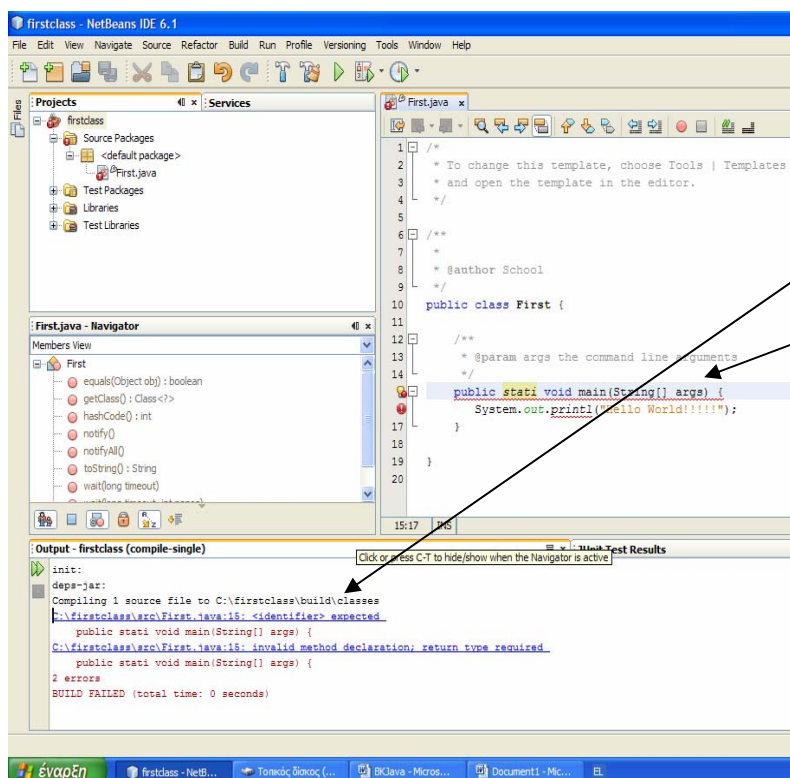 firstclass - NetBeans IDE 6.1
File Edit View Navigate Source Refactor Build Run Profile Versioning Tools Window Help
Files
Projects
Services
firstclass
Source Packages
<default package>
First.java
Test Packages
Libraries
Test Libraries
First.java - Navigator
Members View
First
equals(Object obj) : boolean
getClass() : Class<?>
hashCode() : int
notify()
notifyAll()
toString() : String
wait(long timeout)
wait(long timeout, int nanos)
First.java
1 /*
2 * To change this template, choose Tools | Templates
3 * and open the template in the editor.
4 */
5
6 /**
7 *
8 * @author School
9 */
10 public class First {
11
12 /**
13 * @param args the command line arguments
14 */
public stati void main(String[] args) {
System.out.printl("Hello World!!!!!");
17 }
18
19 }
20
15:17 INS
Output - firstclass (compile-single)
JUnit Test Results
Click or press C-T to hide/show when the Navigator is active
init:
deps-jar:
Compiling 1 source file to C:\firstclass\build\classes
C:\firstclass\src\First.java:15: <identifier> expected
public stati void main(String[] args) {
C:\firstclass\src\First.java:15: invalid method declaration; return type required
public stati void main(String[] args) {
2 errors
BUILD FAILED (total time: 0 seconds)
έναρξη
firstclass - NetB...
Τοπικός δίσκος (...
BKJava - Micros...
Document1 - Mic...
EL